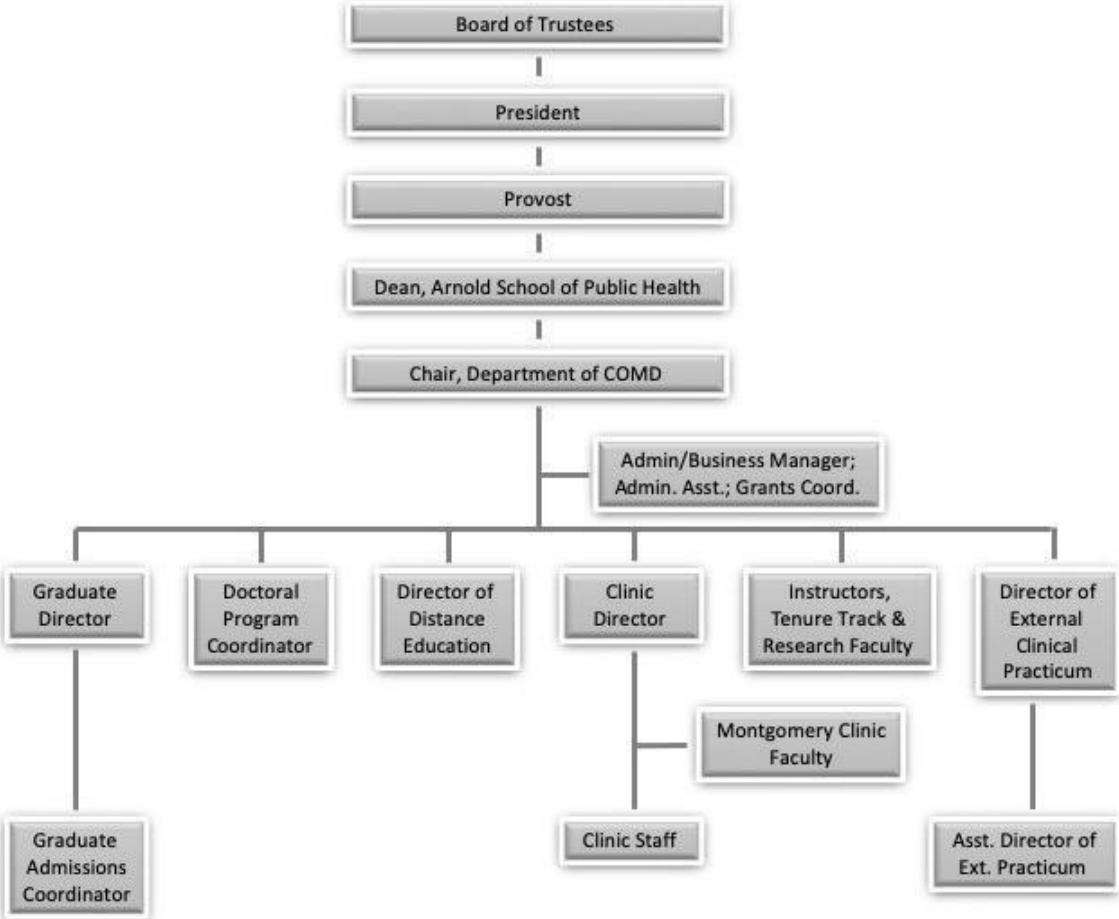 Board of Trustees
President
Provost
Dean, Arnold School of Public Health
Chair, Department of COMD
Admin/Business Manager;
Admin. Asst.; Grants Coord.
Graduate
Director
Doctoral
Program
Coordinator
Director of
Distance
Education
Clinic
Director
Instructors,
Tenure Track &
Research Faculty
Director of
External
Clinical
Practicum
Montgomery Clinic
Faculty
Graduate
Admissions
Coordinator
Clinic Staff
Asst. Director of
Ext. Practicum